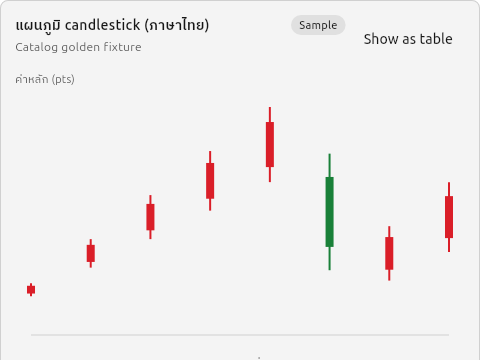 แผนภูมิ candlestick (ภาษาไทย)
Sample
Show as table
Catalog golden fixture
ค่าหลัก (pts)